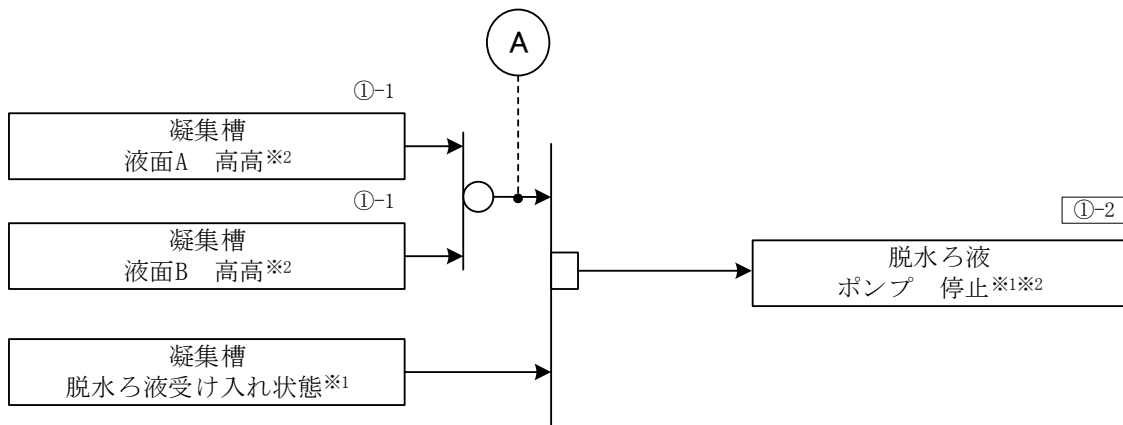 A
①-1
凝集槽
液面A　高高※2
①-1
凝集槽
液面B　高高※2
①-2
脱水ろ液
ポンプ　停止※1※2
凝集槽
脱水ろ液受け入れ状態※1